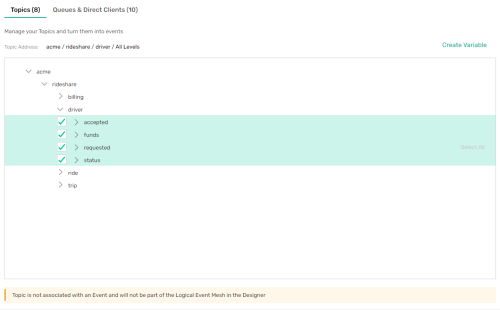 Topics (8)
Queues & Direct Clients (10)
Manage your Topics and turn them into events
Topic Address: acme / rideshare / driver / All Levels
Create Variable
acme
rideshare
billing
driver
accepted
funds
requested
Select All
status
ride
trip
Topic is not associated with an Event and will not be part of the Logical Event Mesh in the Designer